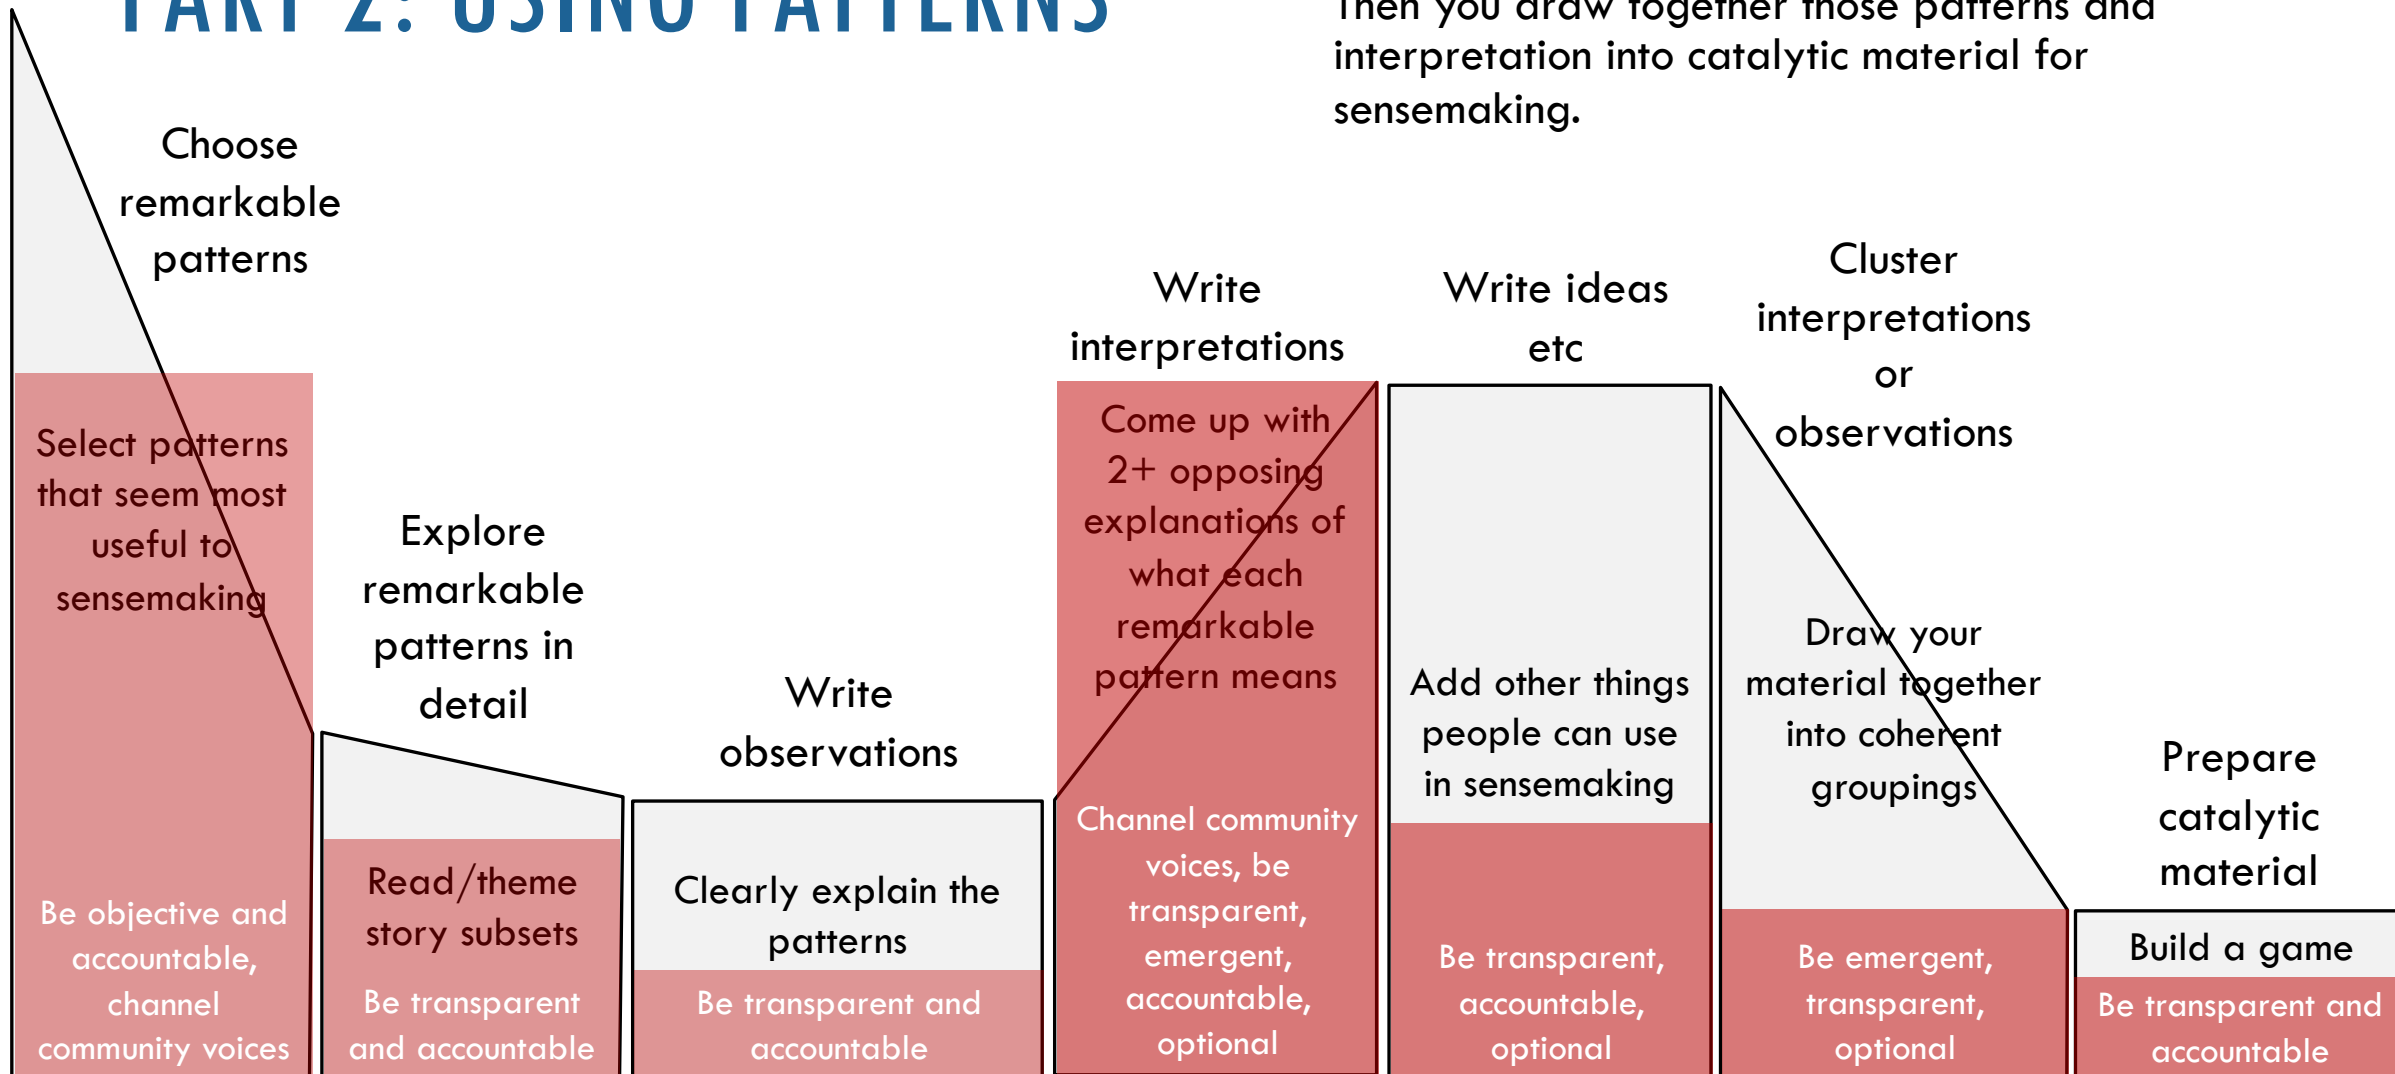 PART 2: USING PATTERNS
Then you draw together those patterns and
interpretation into catalytic material for
sensemaking.
Choose
remarkable
patterns
Select patterns
that seem most
useful to
sensemaking
Be objective and
accountable,
channel
community voices
Explore
remarkable
patterns in
detail
Read/theme
story subsets
Be transparent
and accountable
Write
observations
Clearly explain the
patterns
Be transparent and
accountable
Write
interpretations
Come up with
2+ opposing
explanations of
what each
remarkable
pattern means
Channel community
voices, be
transparent,
emergent,
accountable,
optional
Write ideas
etc
Add other things
people can use
in sensemaking
Be transparent,
accountable,
optional
Cluster
interpretations
or
observations
Draw your
material together
into coherent
groupings
Be emergent,
transparent,
optional
Prepare
catalytic
material
Build a game
Be transparent and
accountable